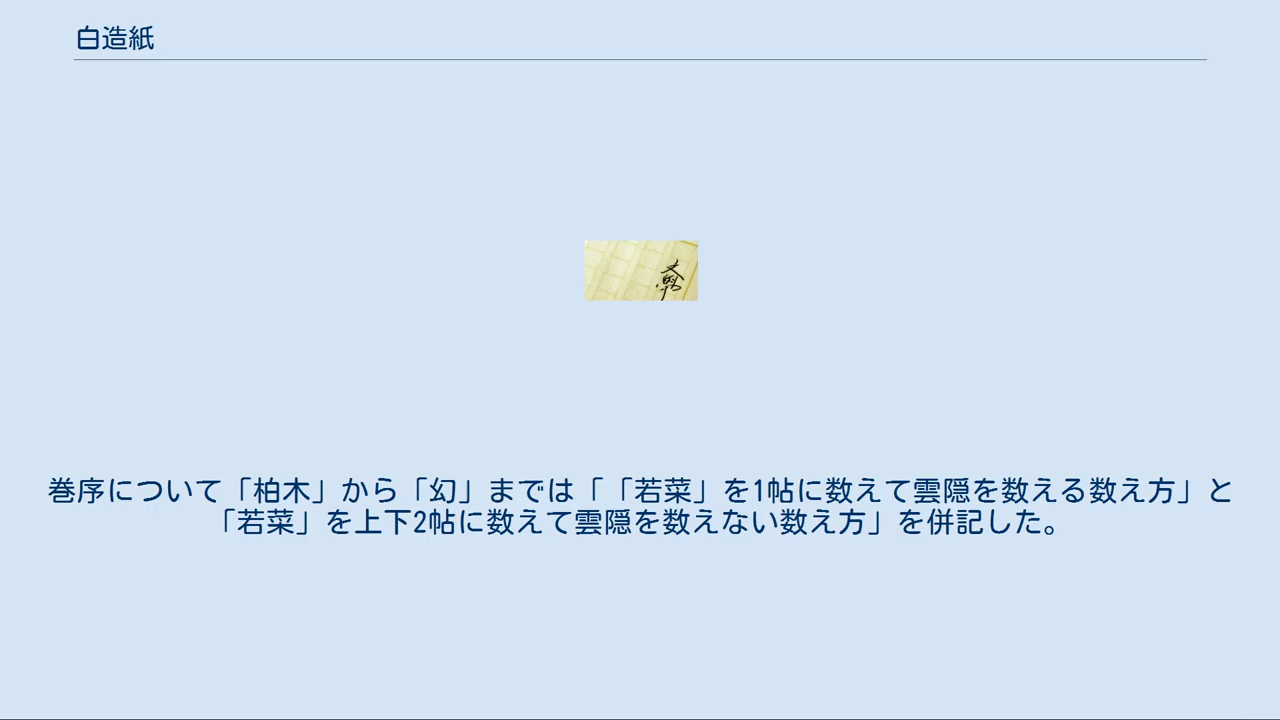 白造紙
巻序について「柏木」から「幻」までは「「若菜」を1帖に数えて雲隠を数える数え方」と
「若菜」を上下2帖に数えて雲隠を数えない数え方」を併記した。